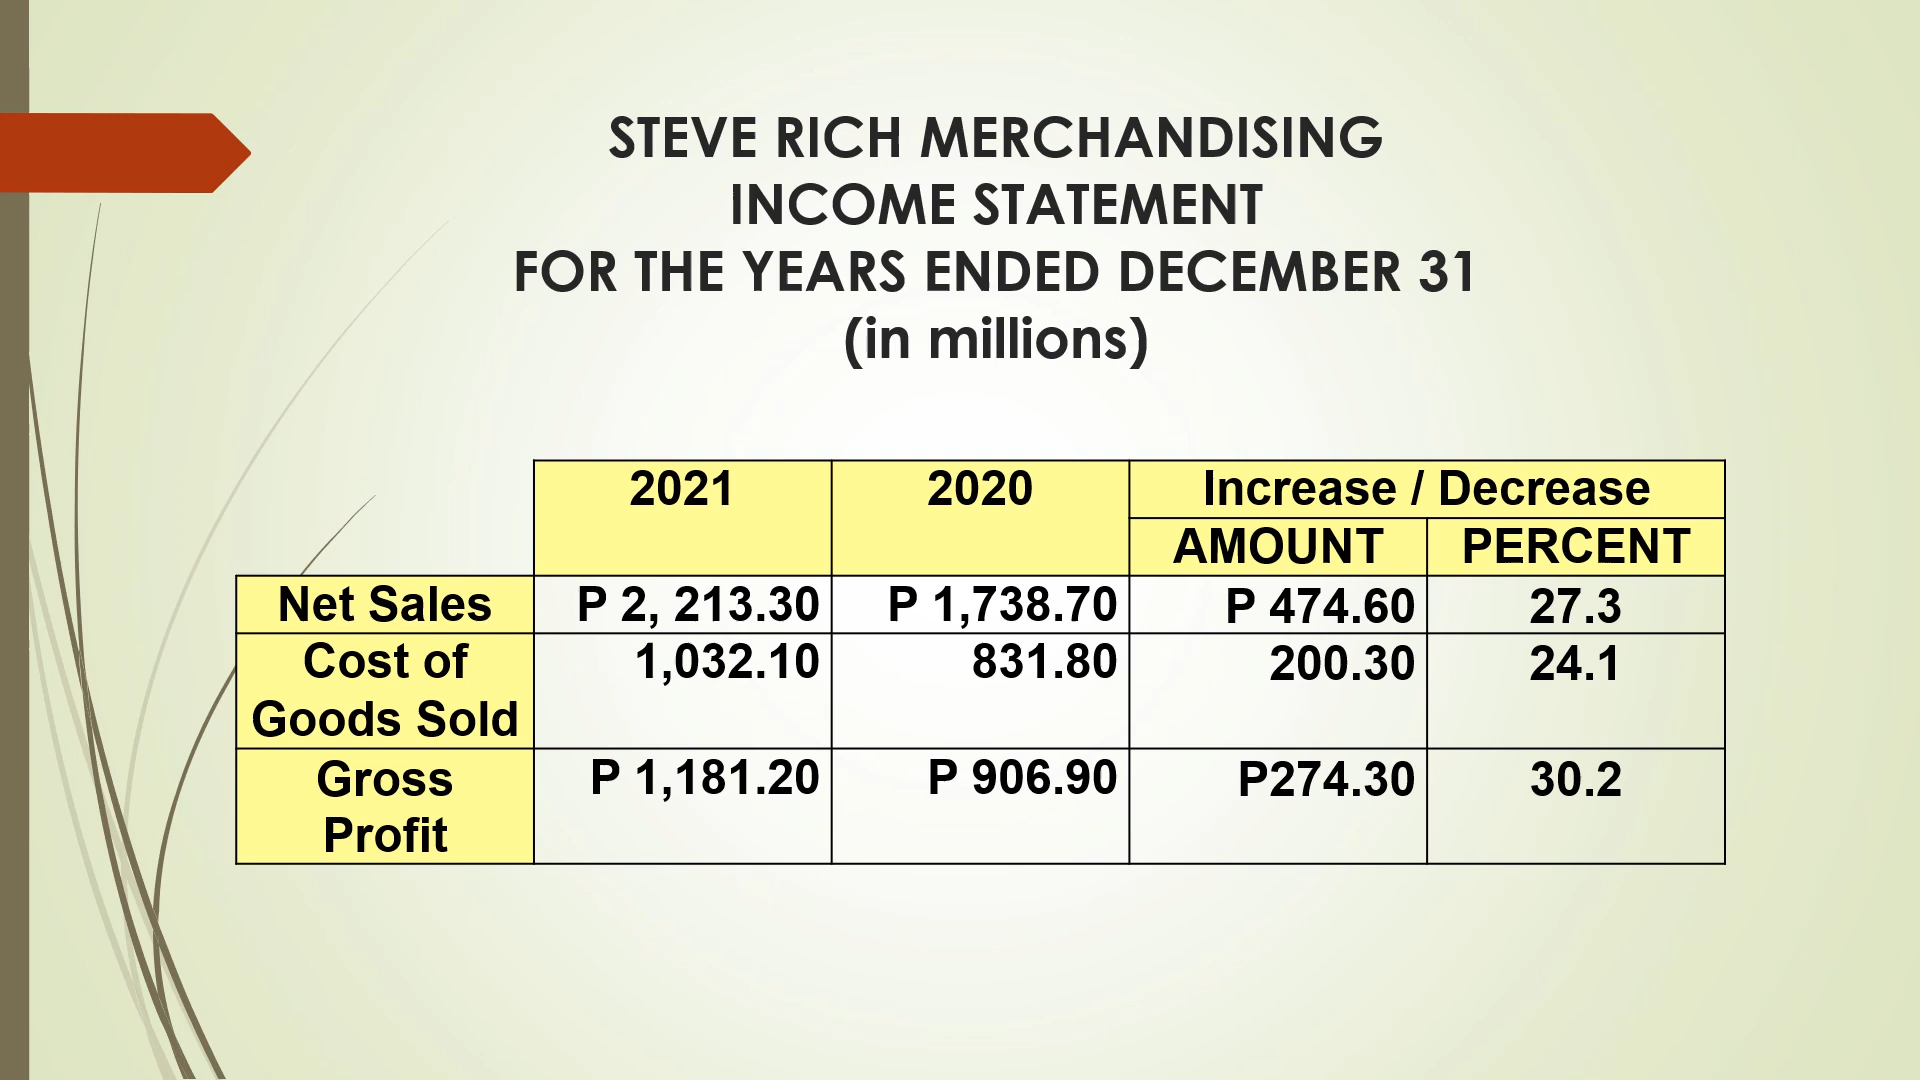 STEVE RICH MERCHANDISING
INCOME STATEMENT
FOR THE YEARS ENDED DECEMBER 31
(in millions)
2021 2020 Increase / Decrease
AMOUNT PERCENT
Net Sales P 2, 213.30 P 1,738.70 P 474.60 27.3
Cost of 1,032.10 831.80 200.30 24.1
Goods Sold
Gross P 1,181.20 P 906.90 P274.30 30.2
Profit